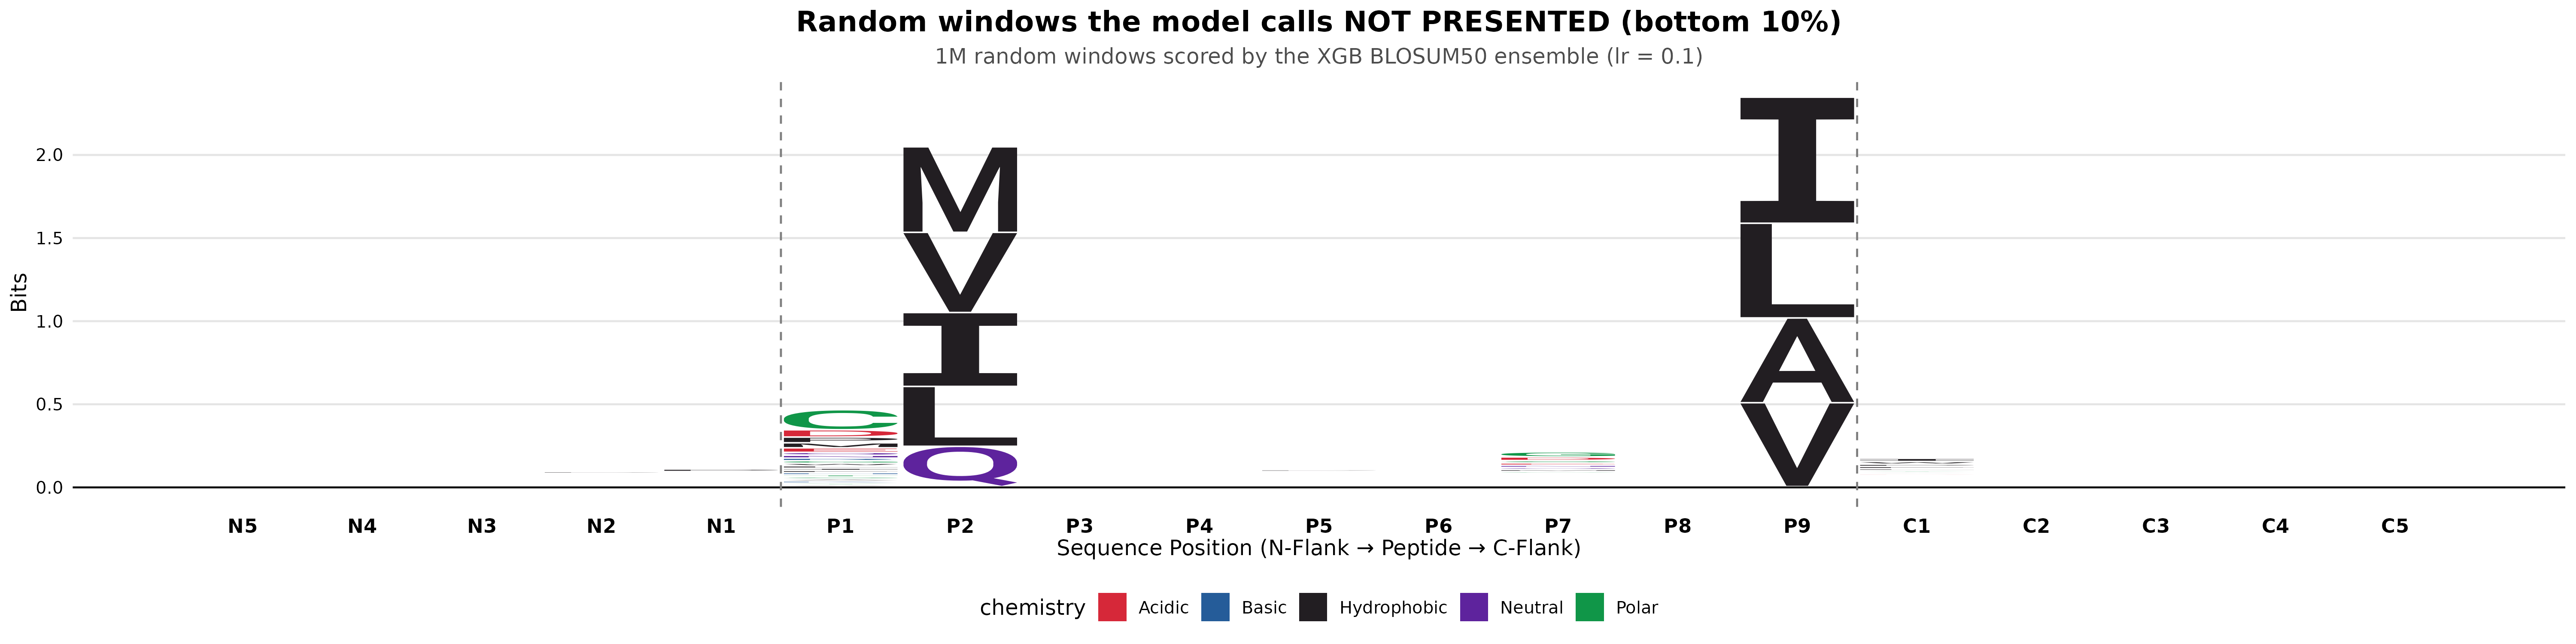 Random windows the model calls NOT PRESENTED (bottom 10%)
1M random windows scored by the XGB BLOSUM50 ensemble (lr = 0.1)
Bits
2.0
1.5
1.0
0.5
0.0
C
D
M
V
I
L
Q
I
L
A
V
N5 N4 N3 N2 N1 P1 P2 P3 P4 P5 P6 P7 P8 P9 C1 C2 C3 C4 C5
Sequence Position (N-Flank → Peptide → C-Flank)
chemistry Acidic Basic Hydrophobic Neutral Polar